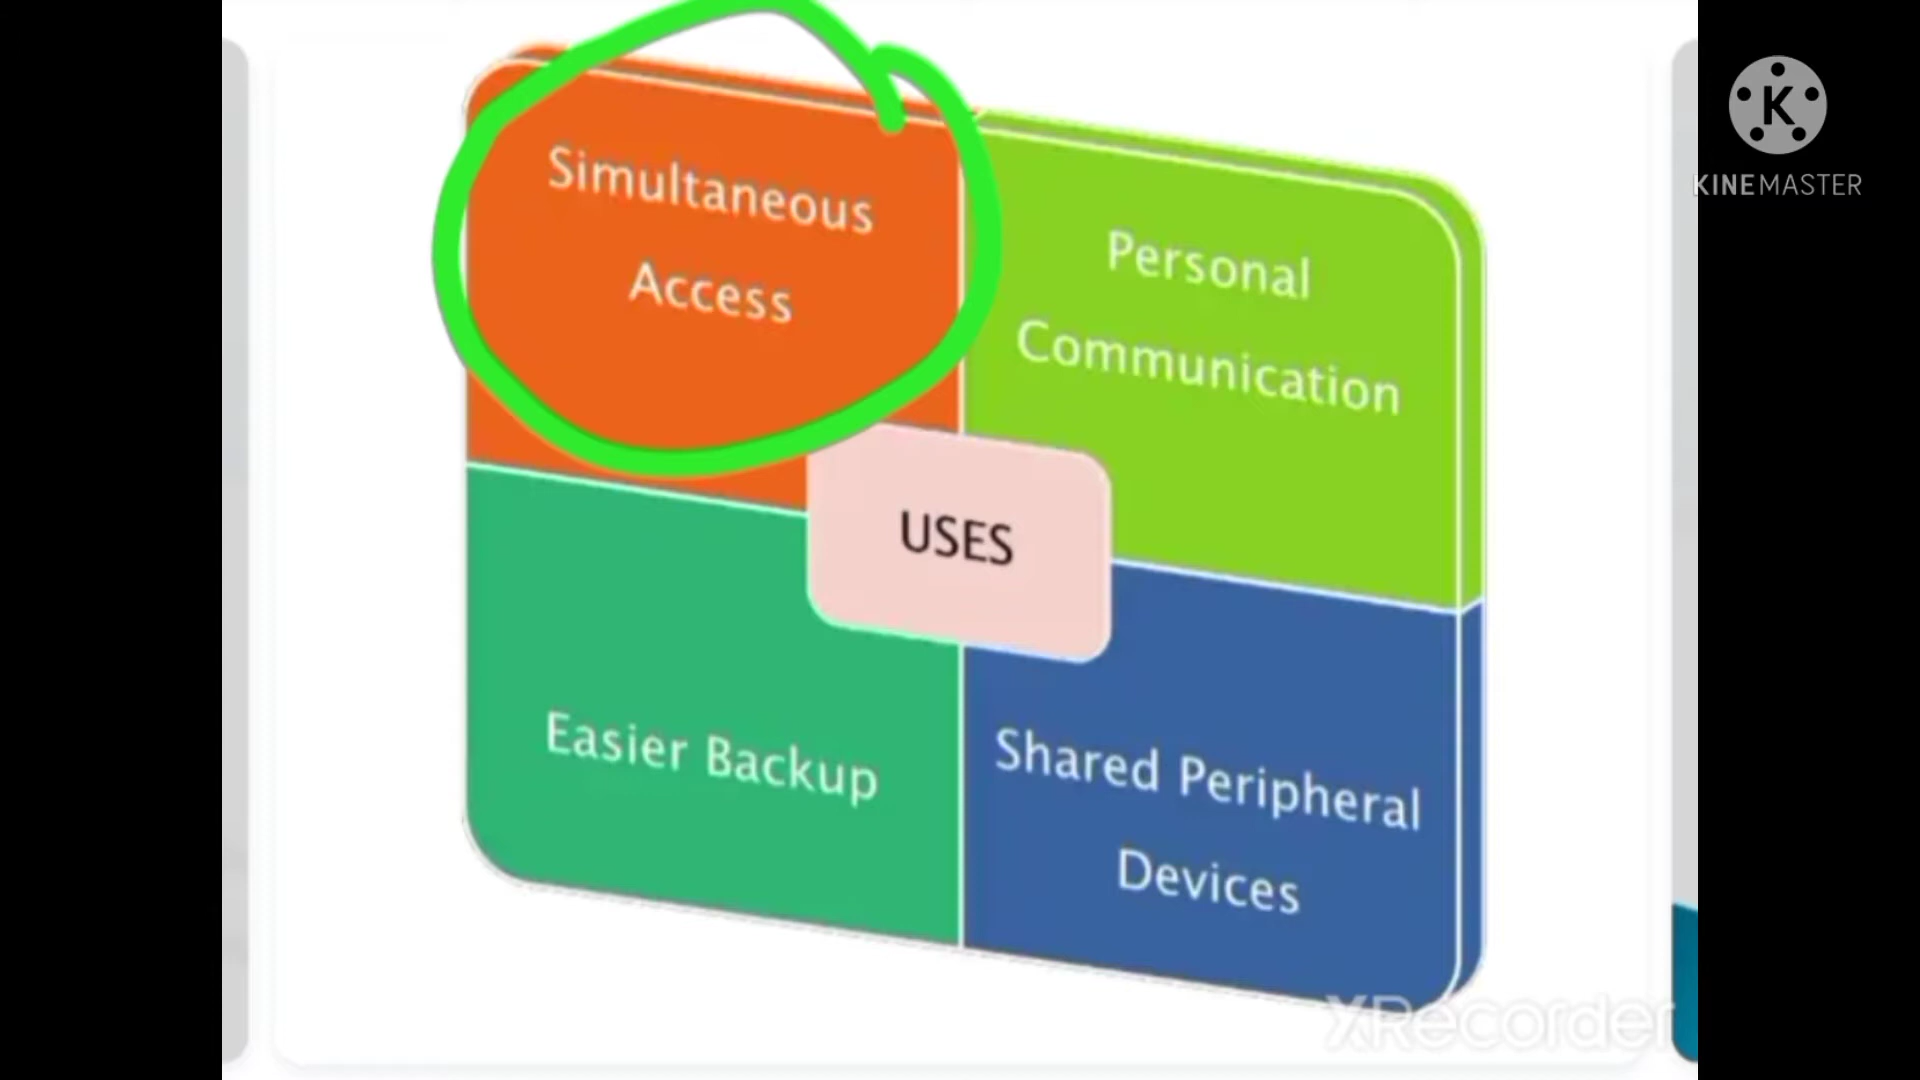 Simultaneous
Access
Personal
Communication
USES
Easier Backup
Shared Peripheral
Devices
K
KINEMASTER
XRecorder